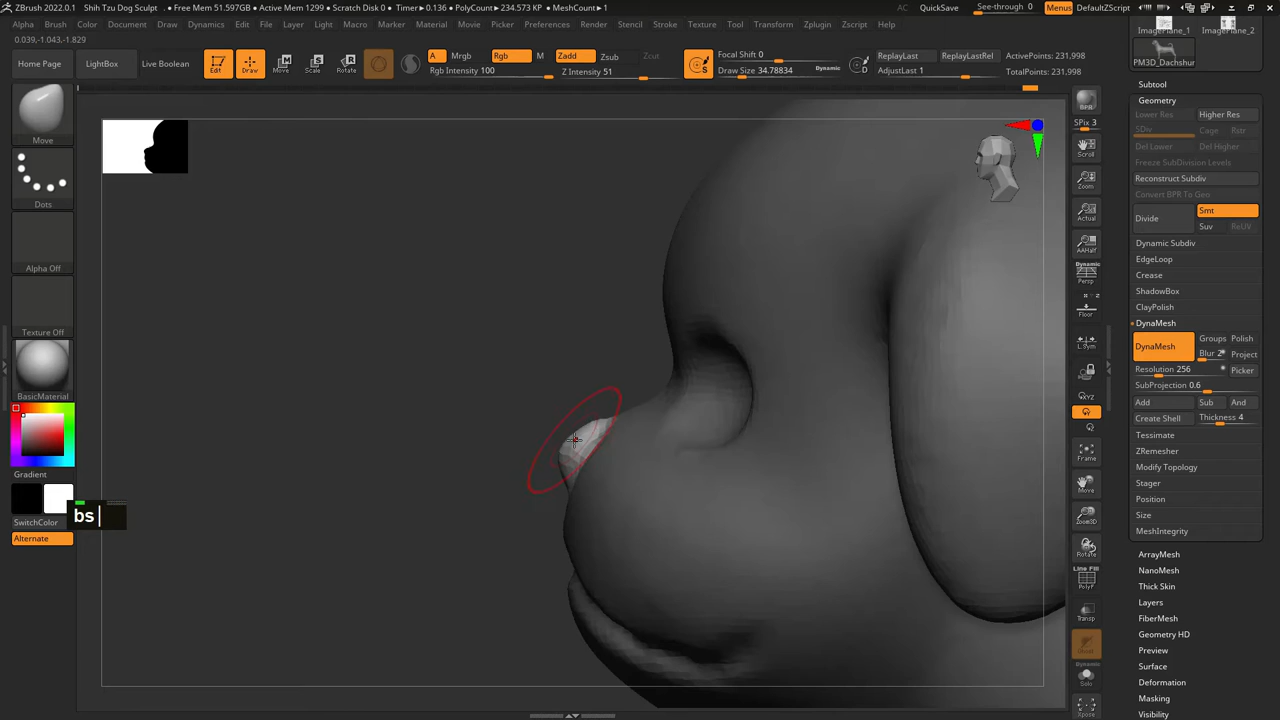 ZBrush 2022.0.1 Shih Tzu Dog Sculpt • Free Mem 51.597GB • Active Mem 1299 • Scratch Disk 0 • Timer▸0.136 • PolyCount▸234.573 KP • MeshCount▸1 AC QuickSave See-through 0 Menus DefaultZScript
Alpha Brush Color Document Draw Dynamics Edit File Layer Light Macro Marker Material Movie Picker Preferences Render Stencil Stroke Texture Tool Transform Zplugin Zscript Help
0.039,-1.043,-1.829
Home Page LightBox Live Boolean Edit Draw Move Scale Rotate
A Mrgb Rgb M Zadd Zsub Zcut
Rgb Intensity 100 Z Intensity 51
Focal Shift 0
Draw Size 34.78834 Dynamic
S D
ReplayLast ReplayLastRel ActivePoints: 231,998
AdjustLast 1 TotalPoints: 231,998
Move
Dots
Alpha Off
Texture Off
BasicMaterial
Gradient
SwitchColor
Alternate
bs
BPR
SPix 3
Scroll
Zoom
Actual
AAHalf
Dynamic
Persp
Floor
L.Sym
Frame
Move
Zoom3D
Rotate
Line Fill
PolyF
Transp
Ghost
Dynamic
Solo
Xpose
ImagePlane_1 ImagePlane_2
PM3D_Dachshur
Subtool
Geometry
Lower Res Higher Res
SDiv Cage Rstr
Del Lower Del Higher
Freeze SubDivision Levels
Reconstruct Subdiv
Convert BPR To Geo
Divide Smt
Suv ReUV
Dynamic Subdiv
EdgeLoop
Crease
ShadowBox
ClayPolish
DynaMesh
DynaMesh Groups Polish
Blur 2 Project
Resolution 256 Picker
SubProjection 0.6
Add Sub And
Create Shell Thickness 4
Tessimate
ZRemesher
Modify Topology
Stager
Position
Size
MeshIntegrity
ArrayMesh
NanoMesh
Thick Skin
Layers
FiberMesh
Geometry HD
Preview
Surface
Deformation
Masking
Visibility